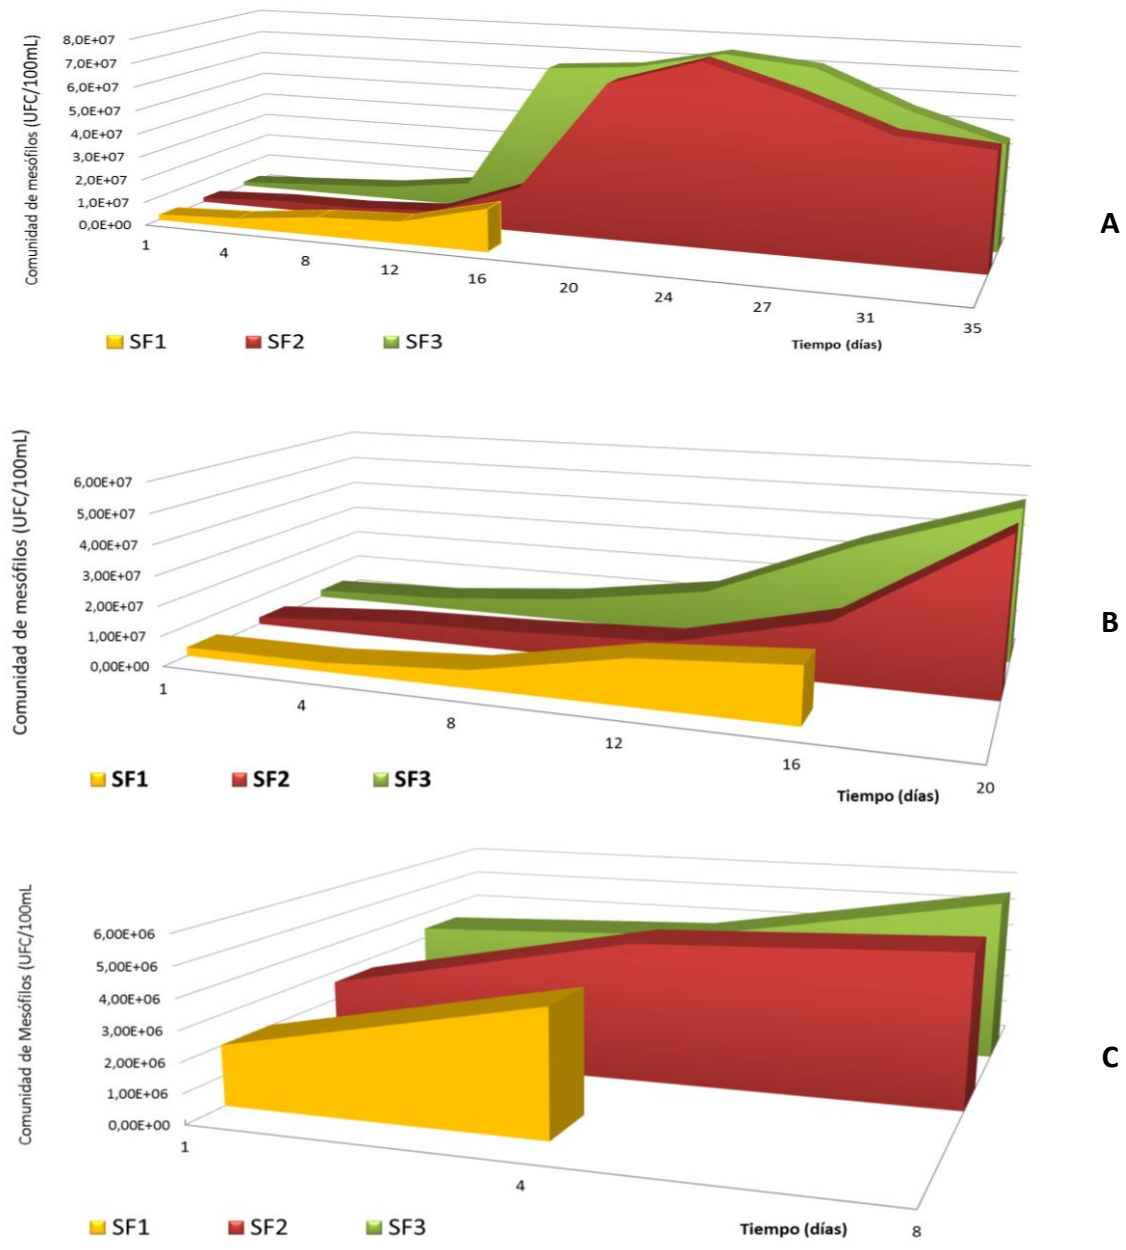 Comunidad de mesófilos (UFC/100mL)
8,0E+07
7,0E+07
6,0E+07
5,0E+07
4,0E+07
3,0E+07
2,0E+07
1,0E+07
0,0E+00
1
4
8
12
16
20
24
27
31
35
Tiempo (días)
SF1 SF2 SF3
A
Comunidad de mesófilos (UFC/100mL)
6,00E+07
5,00E+07
4,00E+07
3,00E+07
2,00E+07
1,00E+07
0,00E+00
1
4
8
12
16
20
Tiempo (días)
SF1 SF2 SF3
B
Comunidad de Mesófilos (UFC/100mL
6,00E+06
5,00E+06
4,00E+06
3,00E+06
2,00E+06
1,00E+06
0,00E+00
1
4
8
Tiempo (días)
SF1 SF2 SF3
C